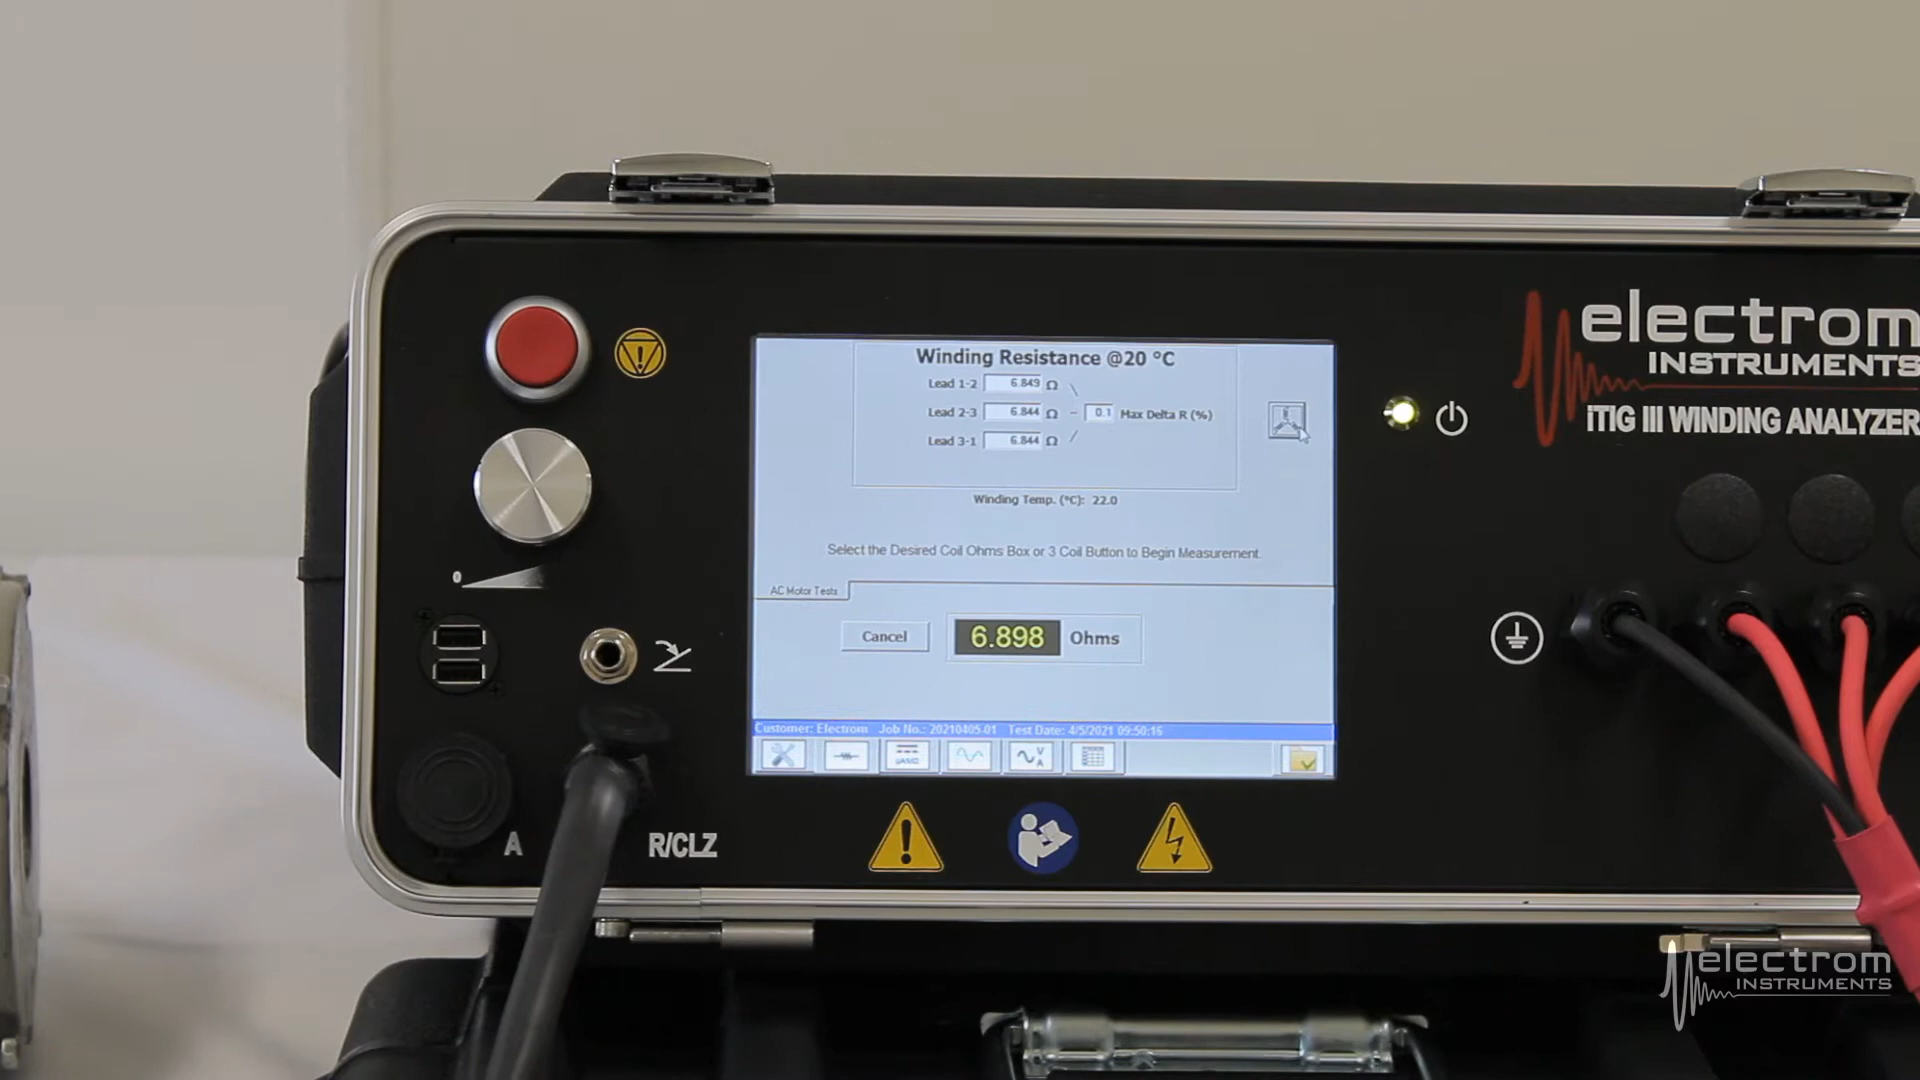 electrom
INSTRUMENTS
iTIG III WINDING ANALYZER
Winding Resistance @20 °C
Lead 1-2 6.849 Ω
Lead 2-3 6.844 Ω 0.1 Max Delta R (%)
Lead 3-1 6.844 Ω
Winding Temp. (°C): 22.0
Select the Desired Coil Ohms Box or 3 Coil Button to Begin Measurement.
AC Motor Tests
Cancel 6.898 Ohms
Customer: Electrom Job No.: 20210405-01 Test Date: 4/5/2021 09:50:16
V
A
0
A
R/CLZ
electrom
INSTRUMENTS